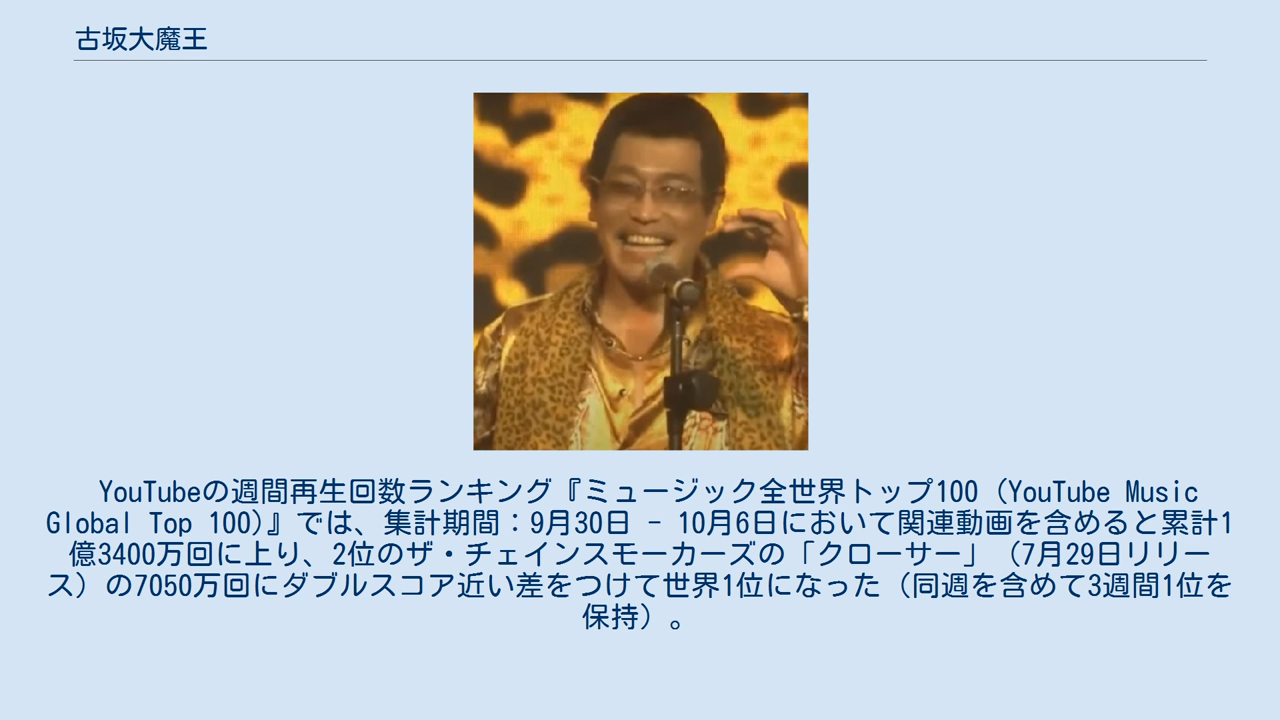 古坂大魔王
YouTubeの週間再生回数ランキング『ミュージック全世界トップ100（YouTube Music
Global Top 100)』では、集計期間：9月30日 - 10月6日において関連動画を含めると累計1
億3400万回に上り、2位のザ・チェインスモーカーズの「クローサー」（7月29日リリー
ス）の7050万回にダブルスコア近い差をつけて世界1位になった（同週を含めて3週間1位を
保持）。